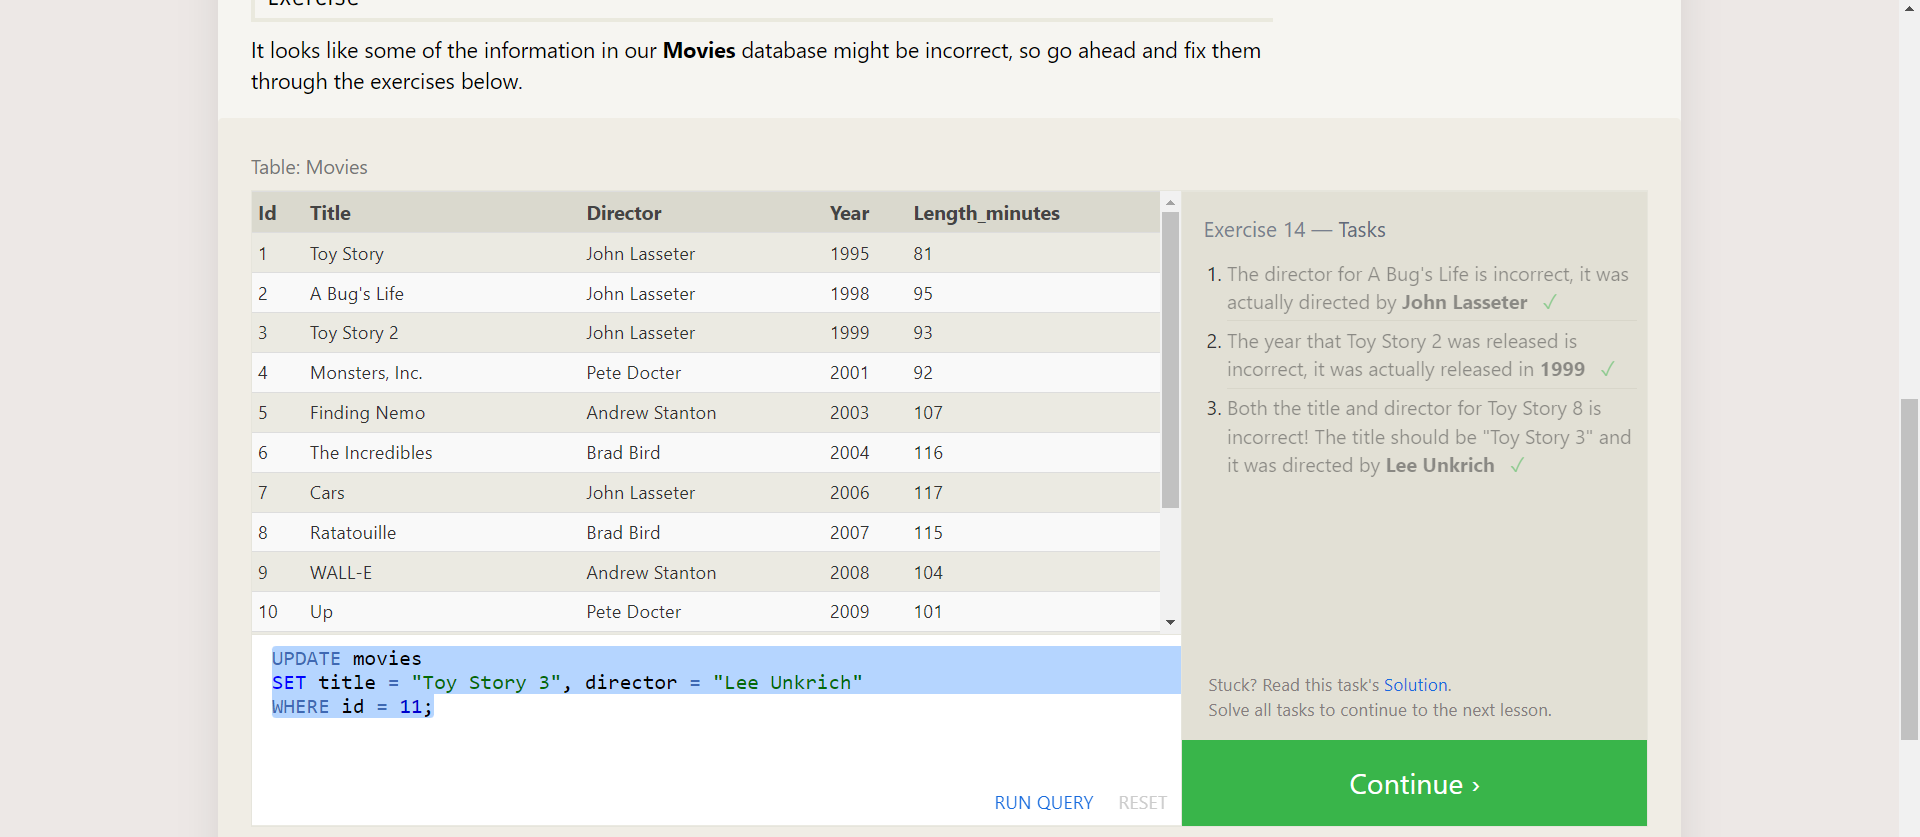 Exercise
It looks like some of the information in our Movies database might be incorrect, so go ahead and fix them
through the exercises below.
Table: Movies
Id Title Director Year Length_minutes
1 Toy Story John Lasseter 1995 81
2 A Bug's Life John Lasseter 1998 95
3 Toy Story 2 John Lasseter 1999 93
4 Monsters, Inc. Pete Docter 2001 92
5 Finding Nemo Andrew Stanton 2003 107
6 The Incredibles Brad Bird 2004 116
7 Cars John Lasseter 2006 117
8 Ratatouille Brad Bird 2007 115
9 WALL-E Andrew Stanton 2008 104
10 Up Pete Docter 2009 101
UPDATE movies
SET title = "Toy Story 3", director = "Lee Unkrich"
WHERE id = 11;
RUN QUERY RESET
Exercise 14 — Tasks
1. The director for A Bug's Life is incorrect, it was
actually directed by John Lasseter ✓
2. The year that Toy Story 2 was released is
incorrect, it was actually released in 1999 ✓
3. Both the title and director for Toy Story 8 is
incorrect! The title should be "Toy Story 3" and
it was directed by Lee Unkrich ✓
Stuck? Read this task's Solution.
Solve all tasks to continue to the next lesson.
Continue ›